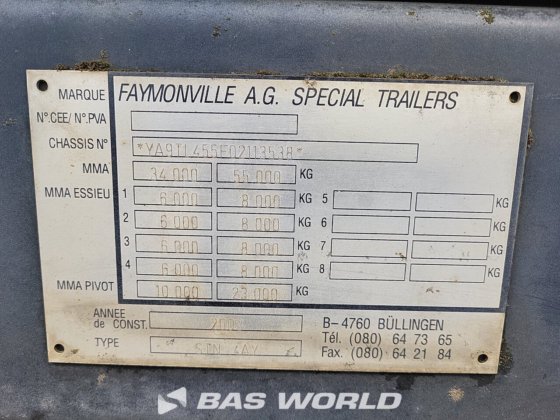 MARQUE FAYMONVILLE A.G. SPECIAL TRAILERS
N°.CEE/N°.PVA
CHASSIS N°
MMA 34.000 55.000 KG
MMA ESSIEU 1 6.000 8.000 KG 5 KG
2 6.000 8.000 KG 6 KG
3 6.000 8.000 KG 7 KG
4 6.000 8.000 KG 8 KG
MMA PIVOT 10.000 23.000 KG
ANNEE
de CONST. B- 4760 BÜLLINGEN
Tél. (080) 64 73 65
TYPE Fax. (080) 64 21 84
BAS WORLD